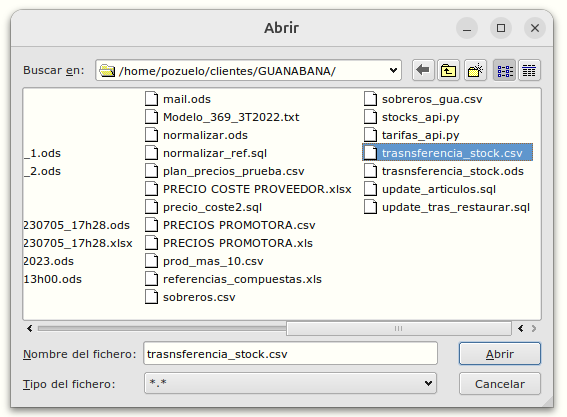 Abrir
Buscar en: /home/pozuelo/clientes/GUANABANA/
_1.ods
_2.ods
230705_17h28.ods
230705_17h28.xlsx
2023.ods
13h00.ods
mail.ods
Modelo_369_3T2022.txt
normalizar.ods
normalizar_ref.sql
plan_precios_prueba.csv
PRECIO COSTE PROVEEDOR.xlsx
precio_coste2.sql
PRECIOS PROMOTORA.csv
PRECIOS PROMOTORA.xls
prod_mas_10.csv
referencias_compuestas.xls
sobreros.csv
sobreros_gua.csv
stocks_api.py
tarifas_api.py
trasnsferencia_stock.csv
trasnsferencia_stock.ods
update_articulos.sql
update_tras_restaurar.sql
Nombre del fichero: trasnsferencia_stock.csv Abrir
Tipo del fichero: *.* Cancelar